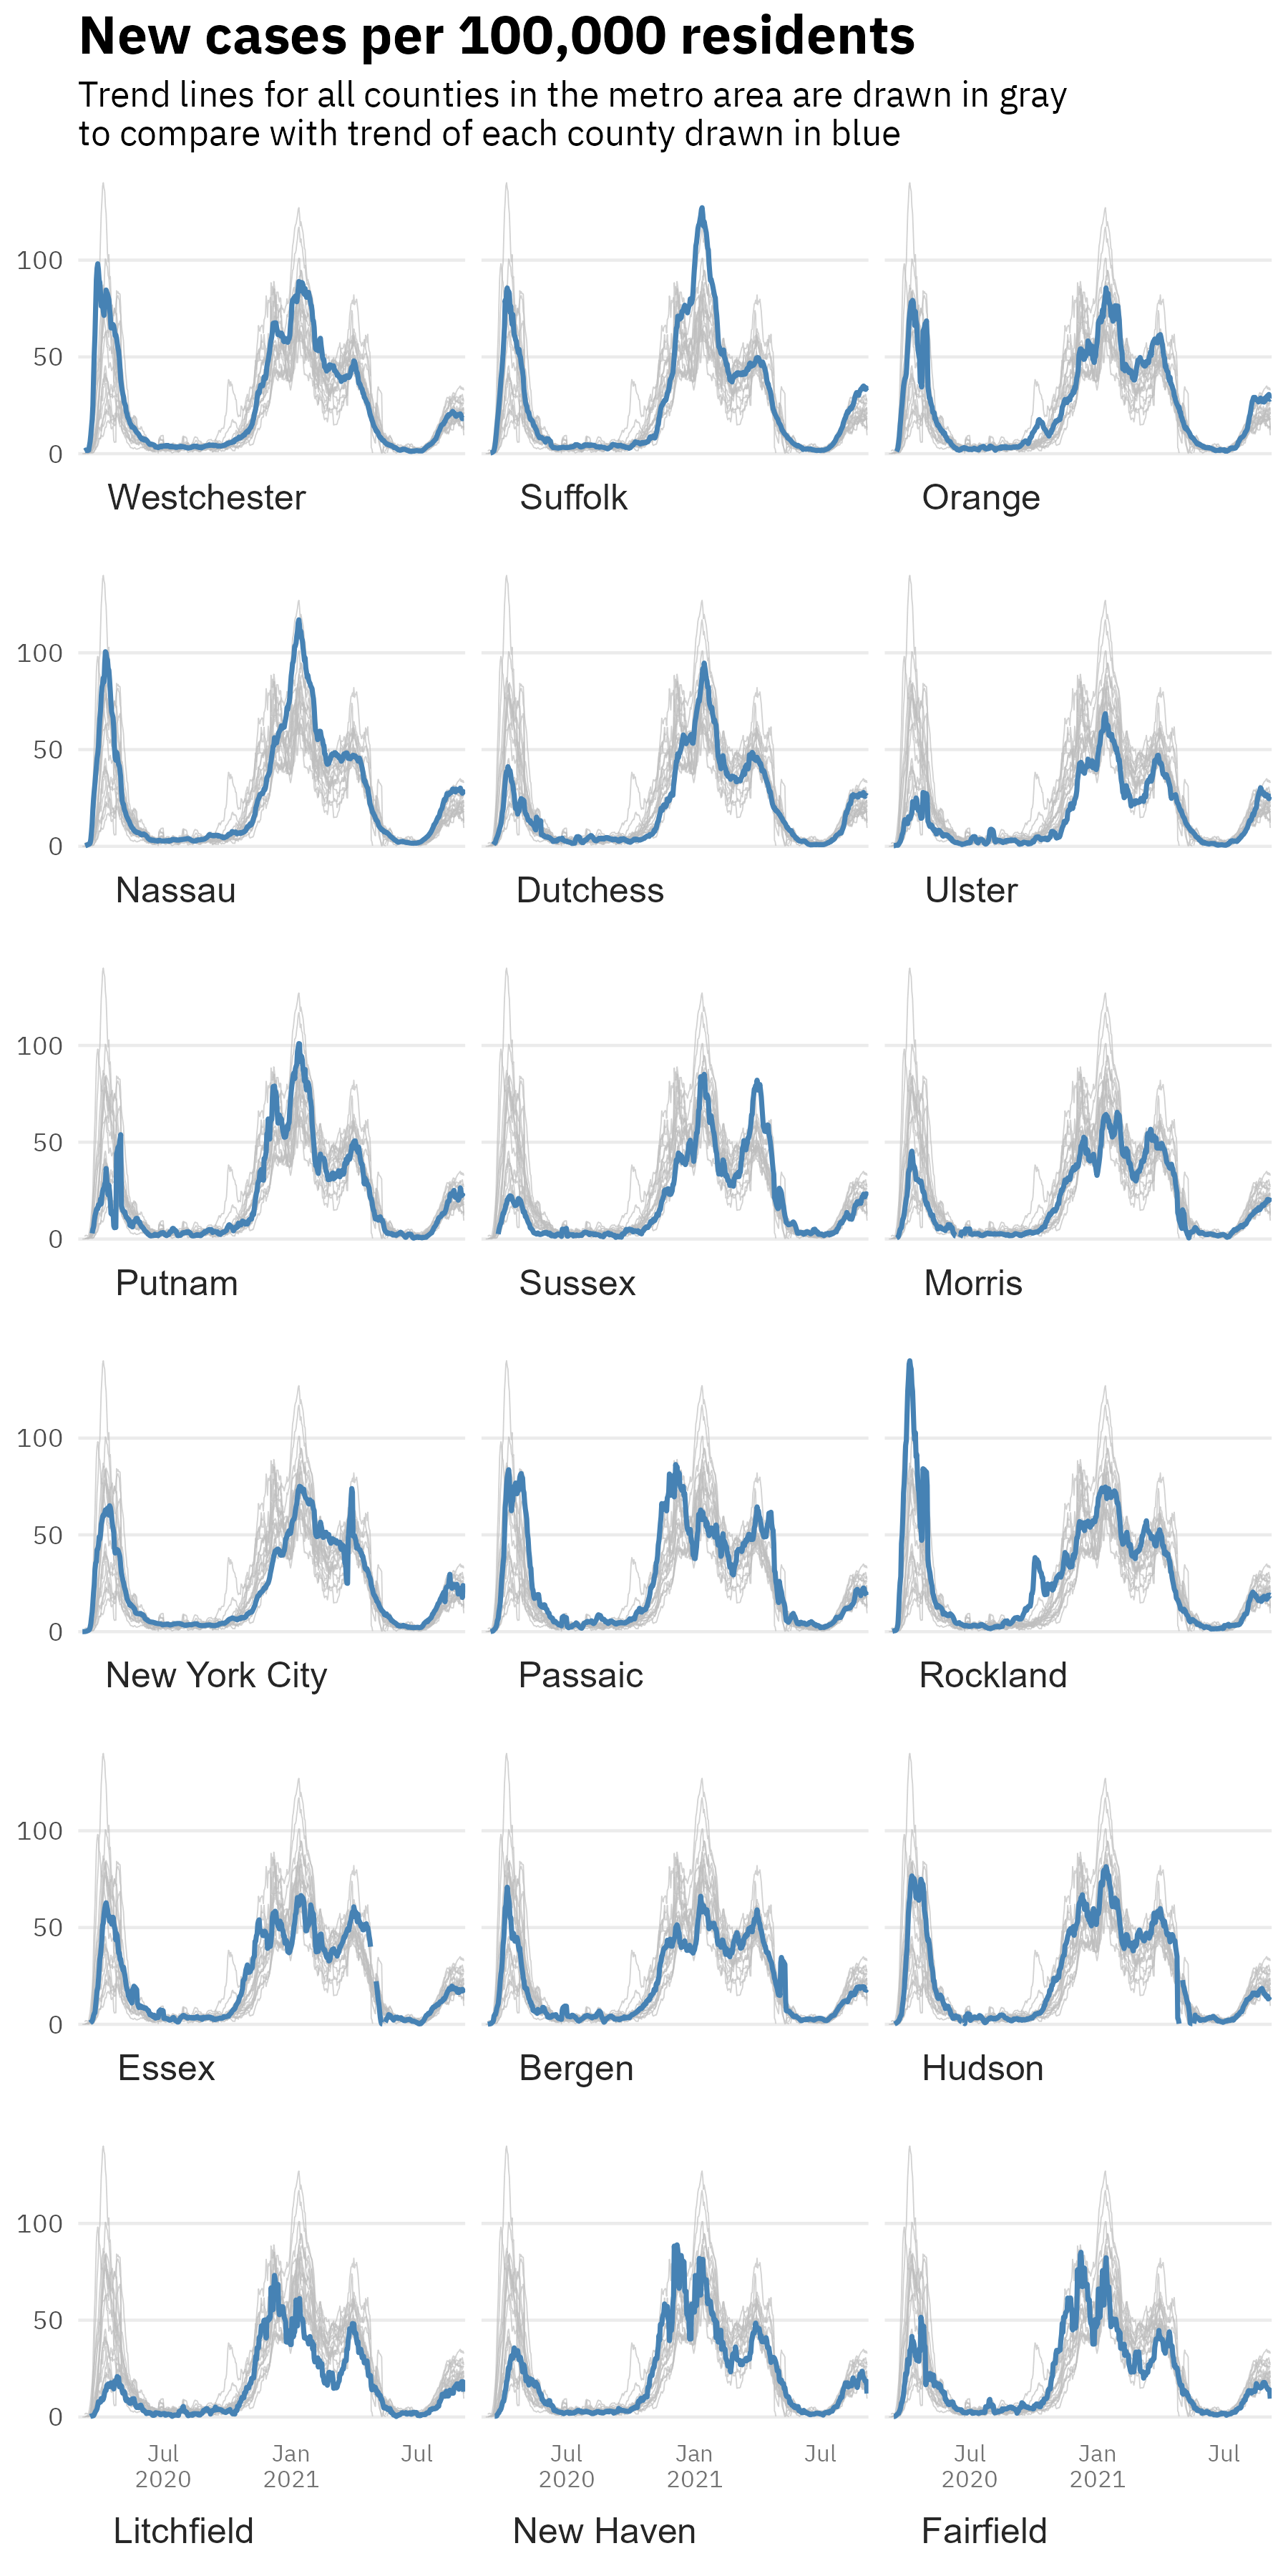 New cases per 100,000 residents
Trend lines for all counties in the metro area are drawn in gray
to compare with trend of each county drawn in blue
100
50
0
Westchester
Suffolk
Orange
100
50
0
Nassau
Dutchess
Ulster
100
50
0
Putnam
Sussex
Morris
100
50
0
New York City
Passaic
Rockland
100
50
0
Essex
Bergen
Hudson
100
50
0
Jul
2020
Jan
2021
Jul
Jul
2020
Jan
2021
Jul
Jul
2020
Jan
2021
Jul
Litchfield
New Haven
Fairfield